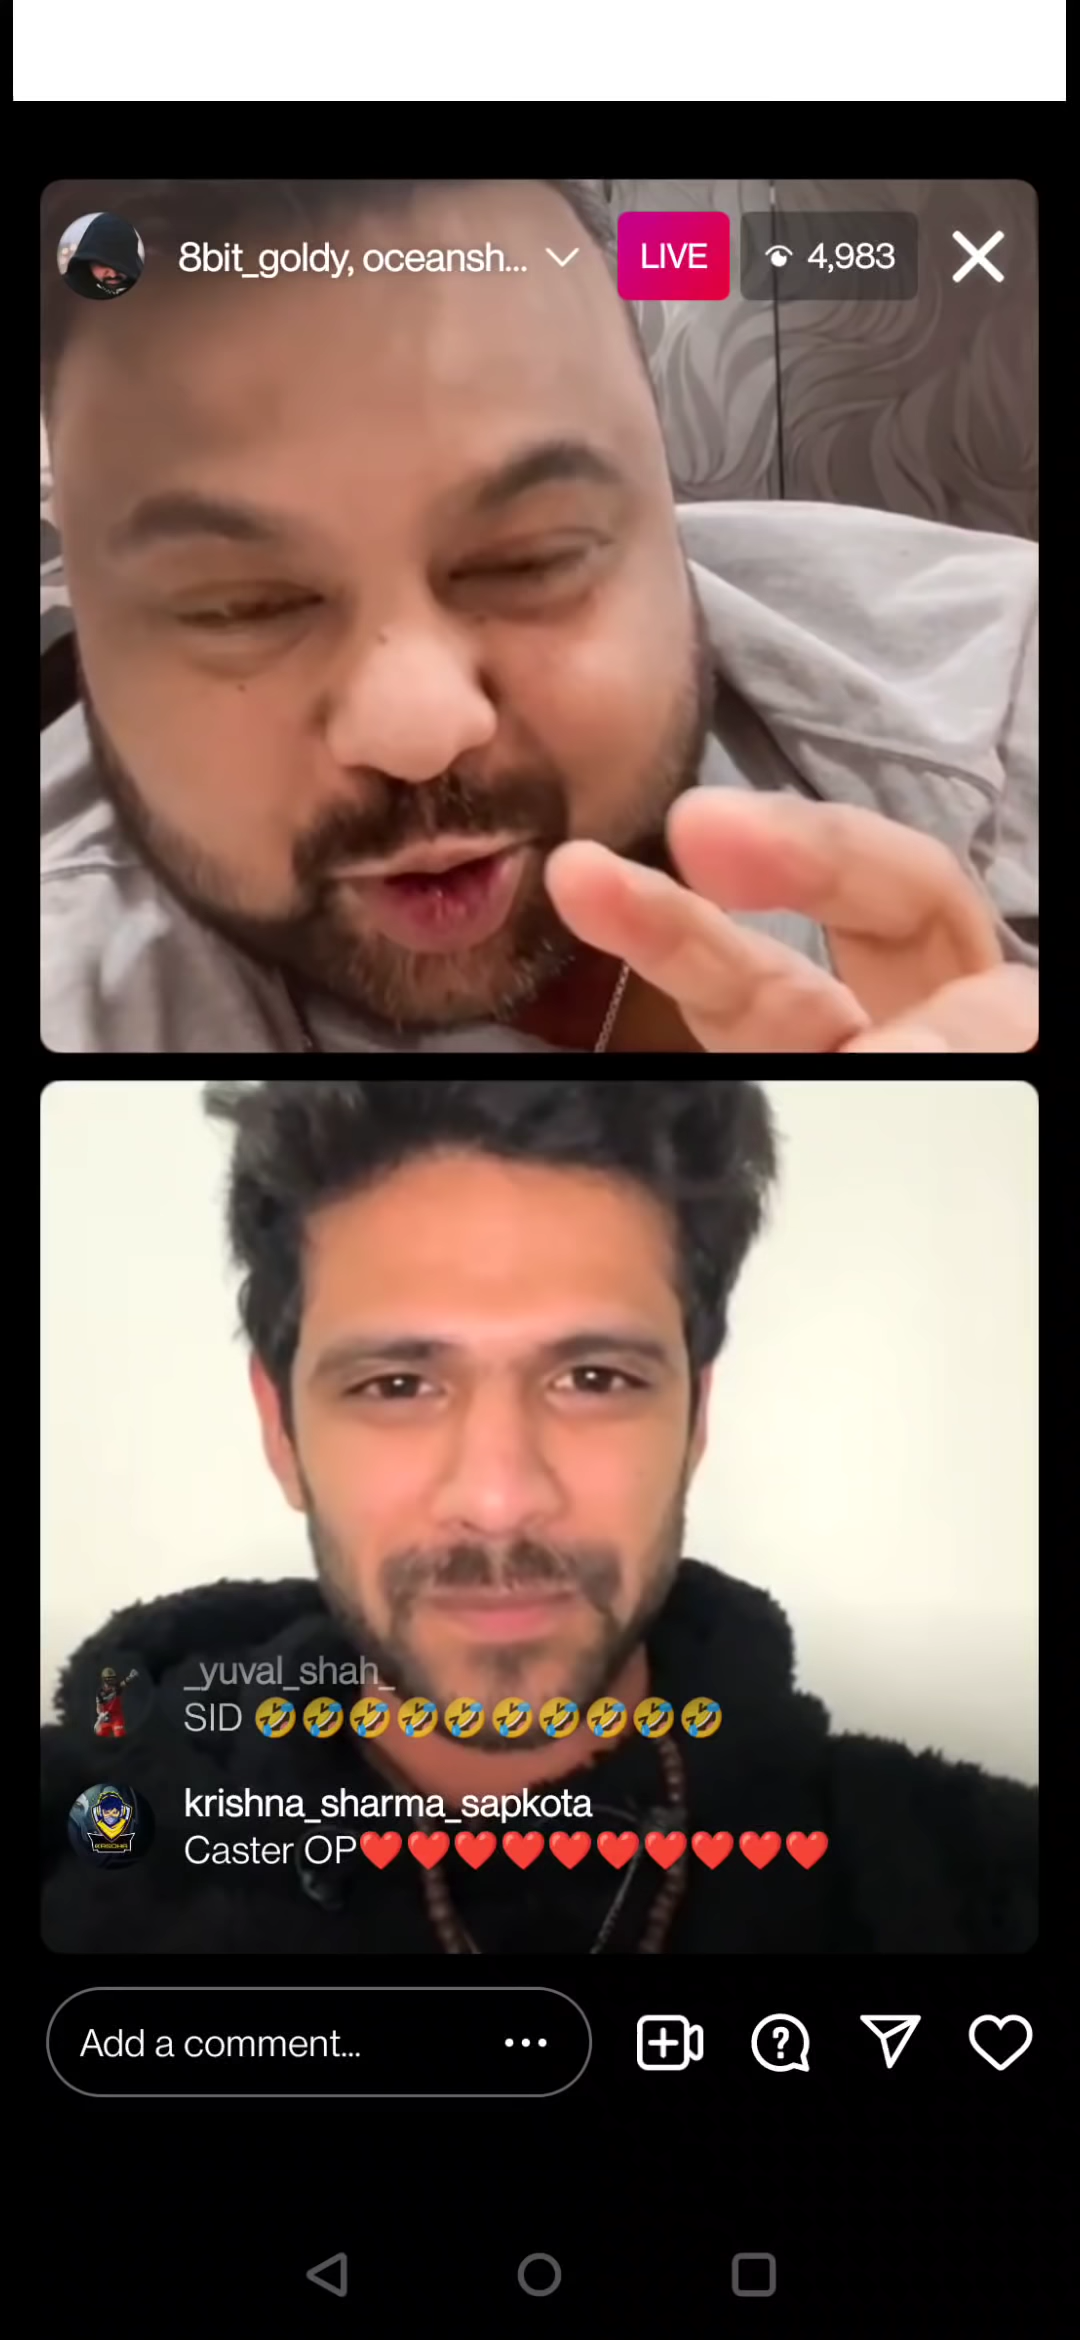 8bit_goldy, oceansh...
LIVE
4,983
_yuval_shah_
SID 🤣🤣🤣🤣🤣🤣🤣🤣🤣🤣
krishna_sharma_sapkota
Caster OP❤️❤️❤️❤️❤️❤️❤️❤️❤️❤️
Add a comment...